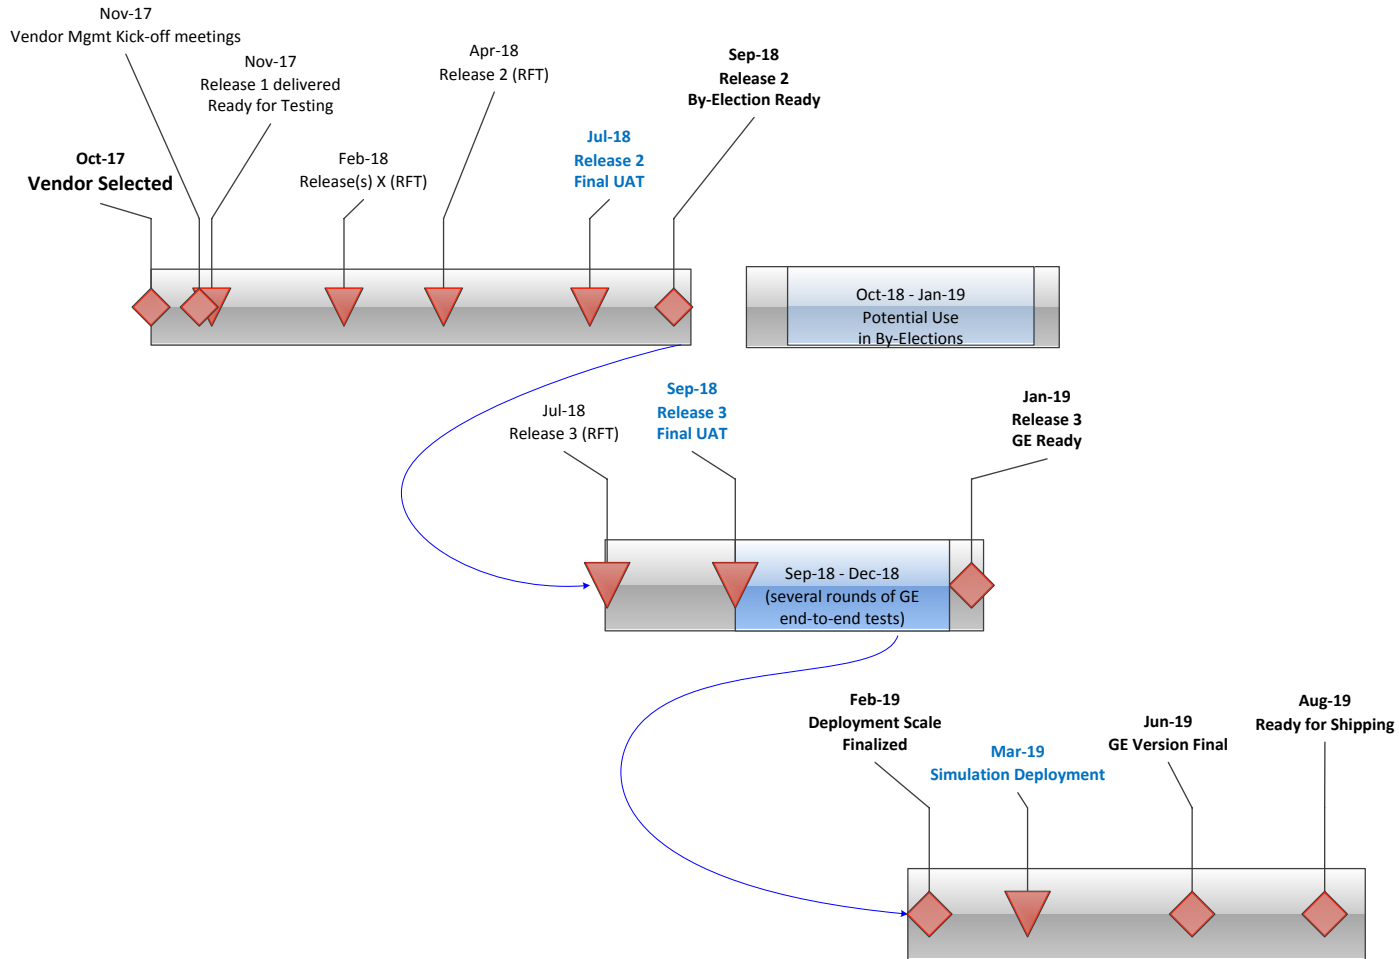 Nov-17
Vendor Mgmt Kick-off meetings
Nov-17
Release 1 delivered
Ready for Testing
Apr-18
Release 2 (RFT)
Sep-18
Release 2
By-Election Ready
Oct-17
Vendor Selected
Feb-18
Release(s) X (RFT)
Jul-18
Release 2
Final UAT
Oct-18 - Jan-19
Potential Use
in By-Elections
Jul-18
Release 3 (RFT)
Sep-18
Release 3
Final UAT
Jan-19
Release 3
GE Ready
Sep-18 - Dec-18
(several rounds of GE
end-to-end tests)
Feb-19
Deployment Scale
Finalized
Mar-19
Simulation Deployment
Jun-19
GE Version Final
Aug-19
Ready for Shipping